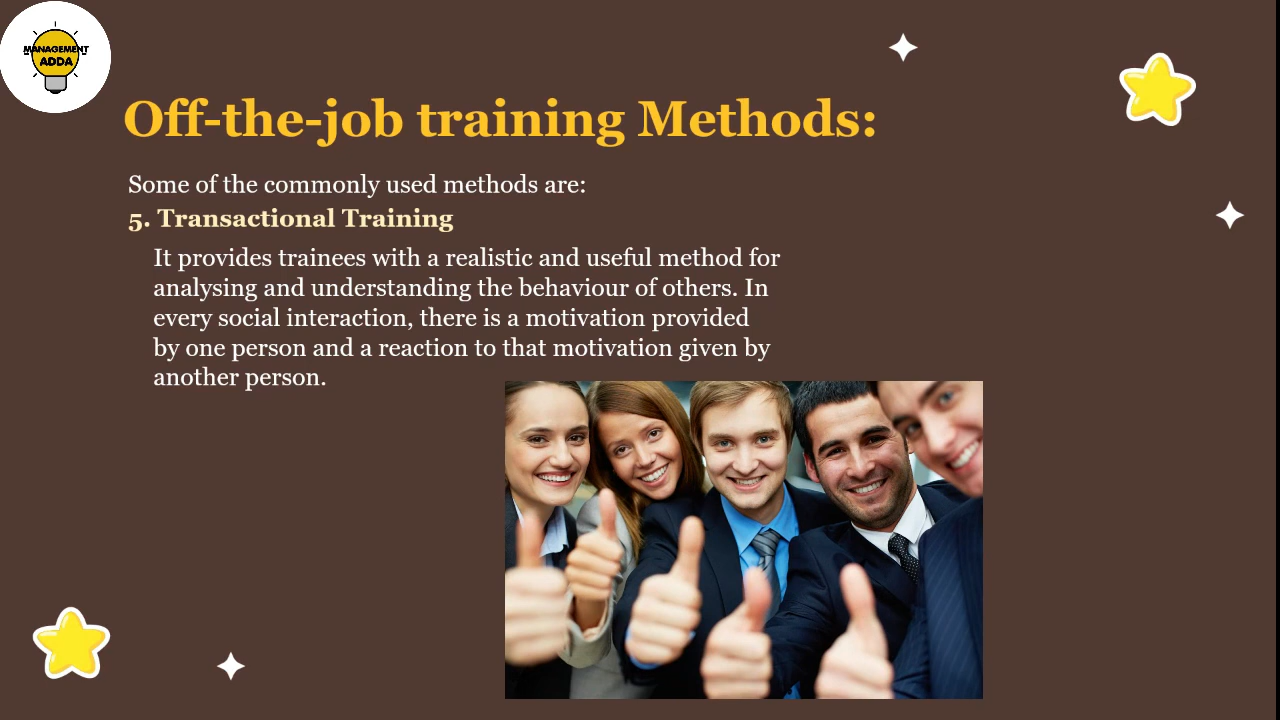 MANAGEMENT
ADDA
Off-the-job training Methods:
Some of the commonly used methods are:
5. Transactional Training
It provides trainees with a realistic and useful method for
analysing and understanding the behaviour of others. In
every social interaction, there is a motivation provided
by one person and a reaction to that motivation given by
another person.